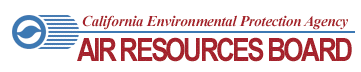 California Environmental Protection Agency
AIR RESOURCES BOARD